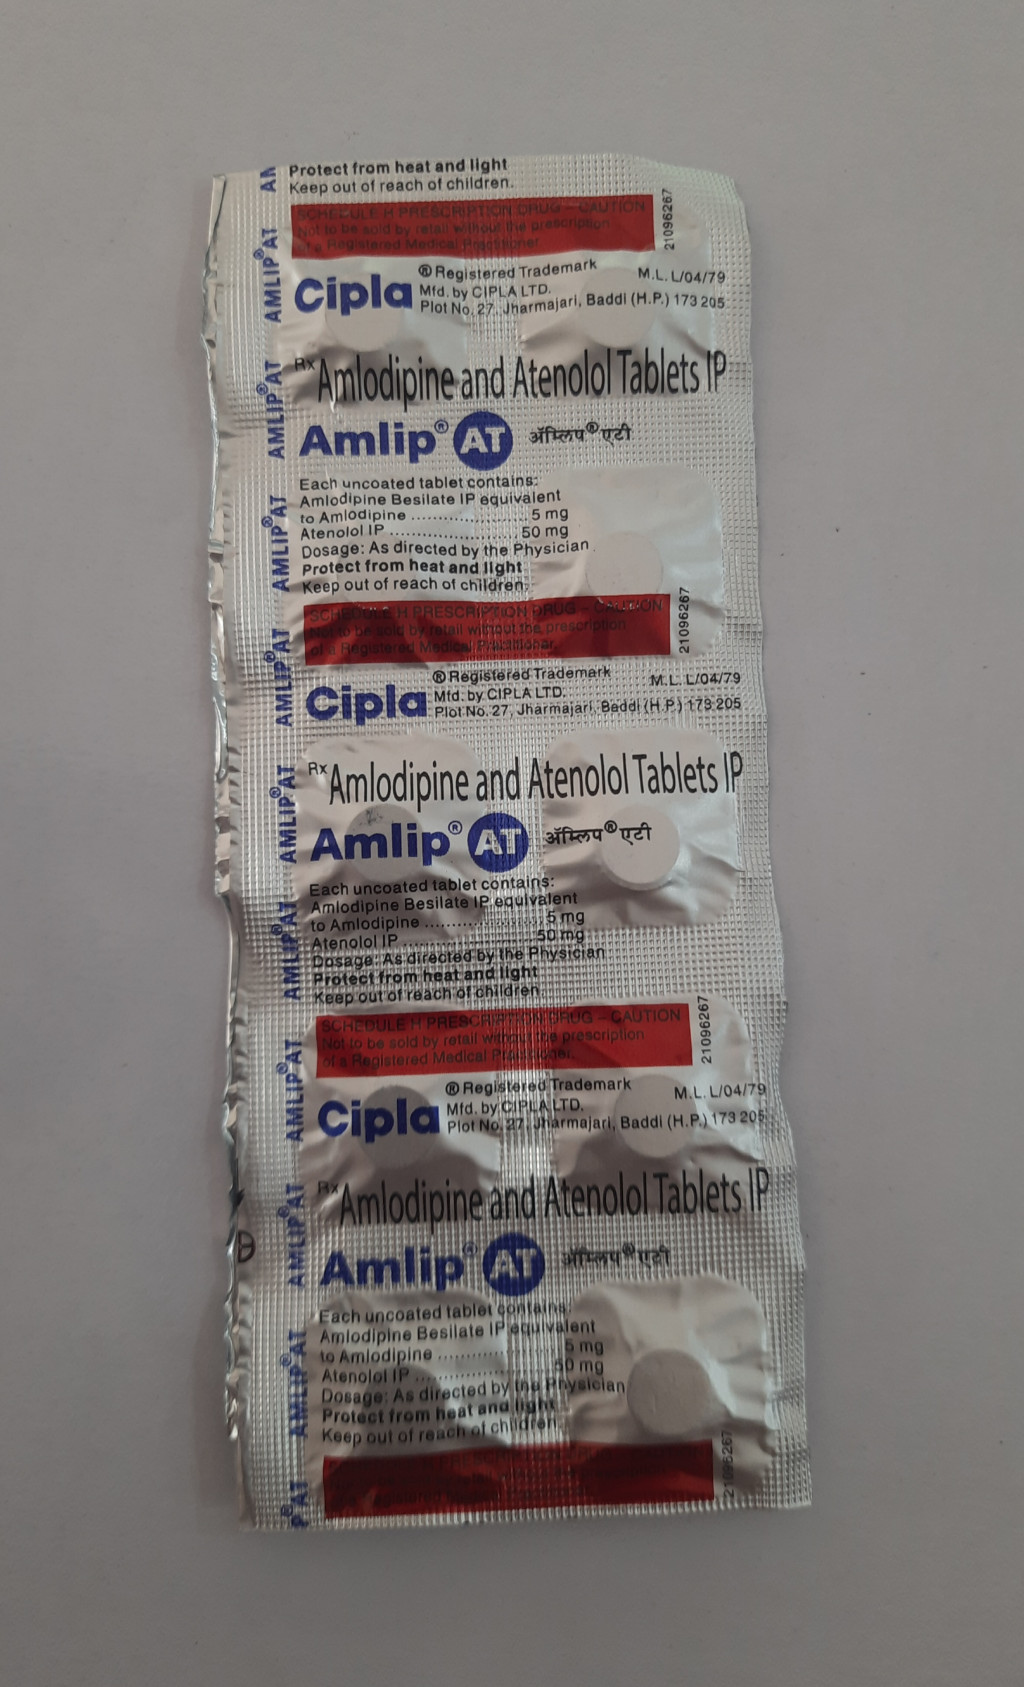 Protect from heat and light
Keep out of reach of children.
SCHEDULE H PRESCRIPTION DRUG – CAUTION
Not to be sold by retail without the prescription
of a Registered Medical Practitioner.
21096267
Cipla
® Registered Trademark
M.L. L/04/79
Mfd. by CIPLA LTD.
Plot No. 27, Jharmajari, Baddi (H.P.) 173 205
Rx Amlodipine and Atenolol Tablets IP
Amlip® AT ॲम्लिप® एटी
Each uncoated tablet contains:
Amlodipine Besilate IP equivalent
to Amlodipine ........................ 5 mg
Atenolol IP ............................ 50 mg
Dosage: As directed by the Physician
Protect from heat and light
Keep out of reach of children.
SCHEDULE H PRESCRIPTION DRUG – CAUTION
Not to be sold by retail without the prescription
of a Registered Medical Practitioner.
21096267
Cipla
® Registered Trademark
M.L. L/04/79
Mfd. by CIPLA LTD.
Plot No. 27, Jharmajari, Baddi (H.P.) 173 205
Rx Amlodipine and Atenolol Tablets IP
Amlip® AT ॲम्लिप® एटी
Each uncoated tablet contains:
Amlodipine Besilate IP equivalent
to Amlodipine ........................ 5 mg
Atenolol IP ............................ 50 mg
Dosage: As directed by the Physician
Protect from heat and light
Keep out of reach of children.
SCHEDULE H PRESCRIPTION DRUG – CAUTION
Not to be sold by retail without the prescription
of a Registered Medical Practitioner.
21096267
Cipla
® Registered Trademark
M.L. L/04/79
Mfd. by CIPLA LTD.
Plot No. 27, Jharmajari, Baddi (H.P.) 173 205
Rx Amlodipine and Atenolol Tablets IP
Amlip® AT ॲम्लिप® एटी
Each uncoated tablet contains:
Amlodipine Besilate IP equivalent
to Amlodipine ........................ 5 mg
Atenolol IP ............................ 50 mg
Dosage: As directed by the Physician
Protect from heat and light
Keep out of reach of children.
21096267
AM
AMLIP® AT
AMLIP® AT
AMLIP® AT
AMLIP® AT
AMLIP® AT
AMLIP® AT
AMLIP® AT
AMLIP® AT
AMLIP® AT
P® AT